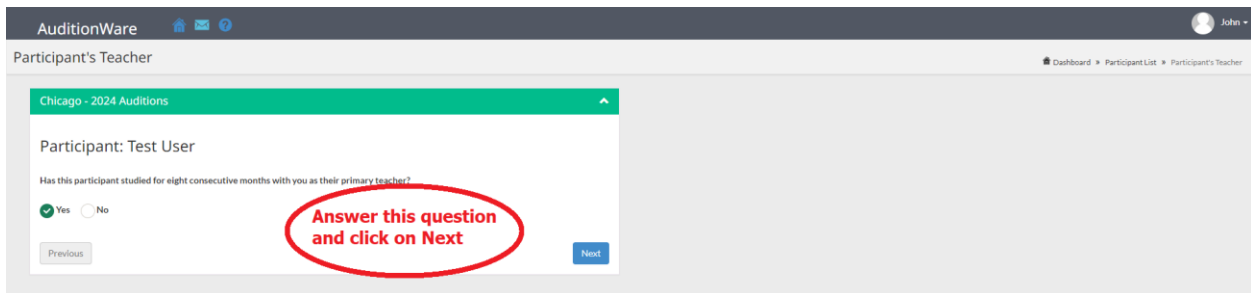 AuditionWare
John
Participant's Teacher
Dashboard » Participant List » Participant's Teacher
Chicago - 2024 Auditions
Participant: Test User
Has this participant studied for eight consecutive months with you as their primary teacher?
Yes No
Answer this question
and click on Next
Previous
Next